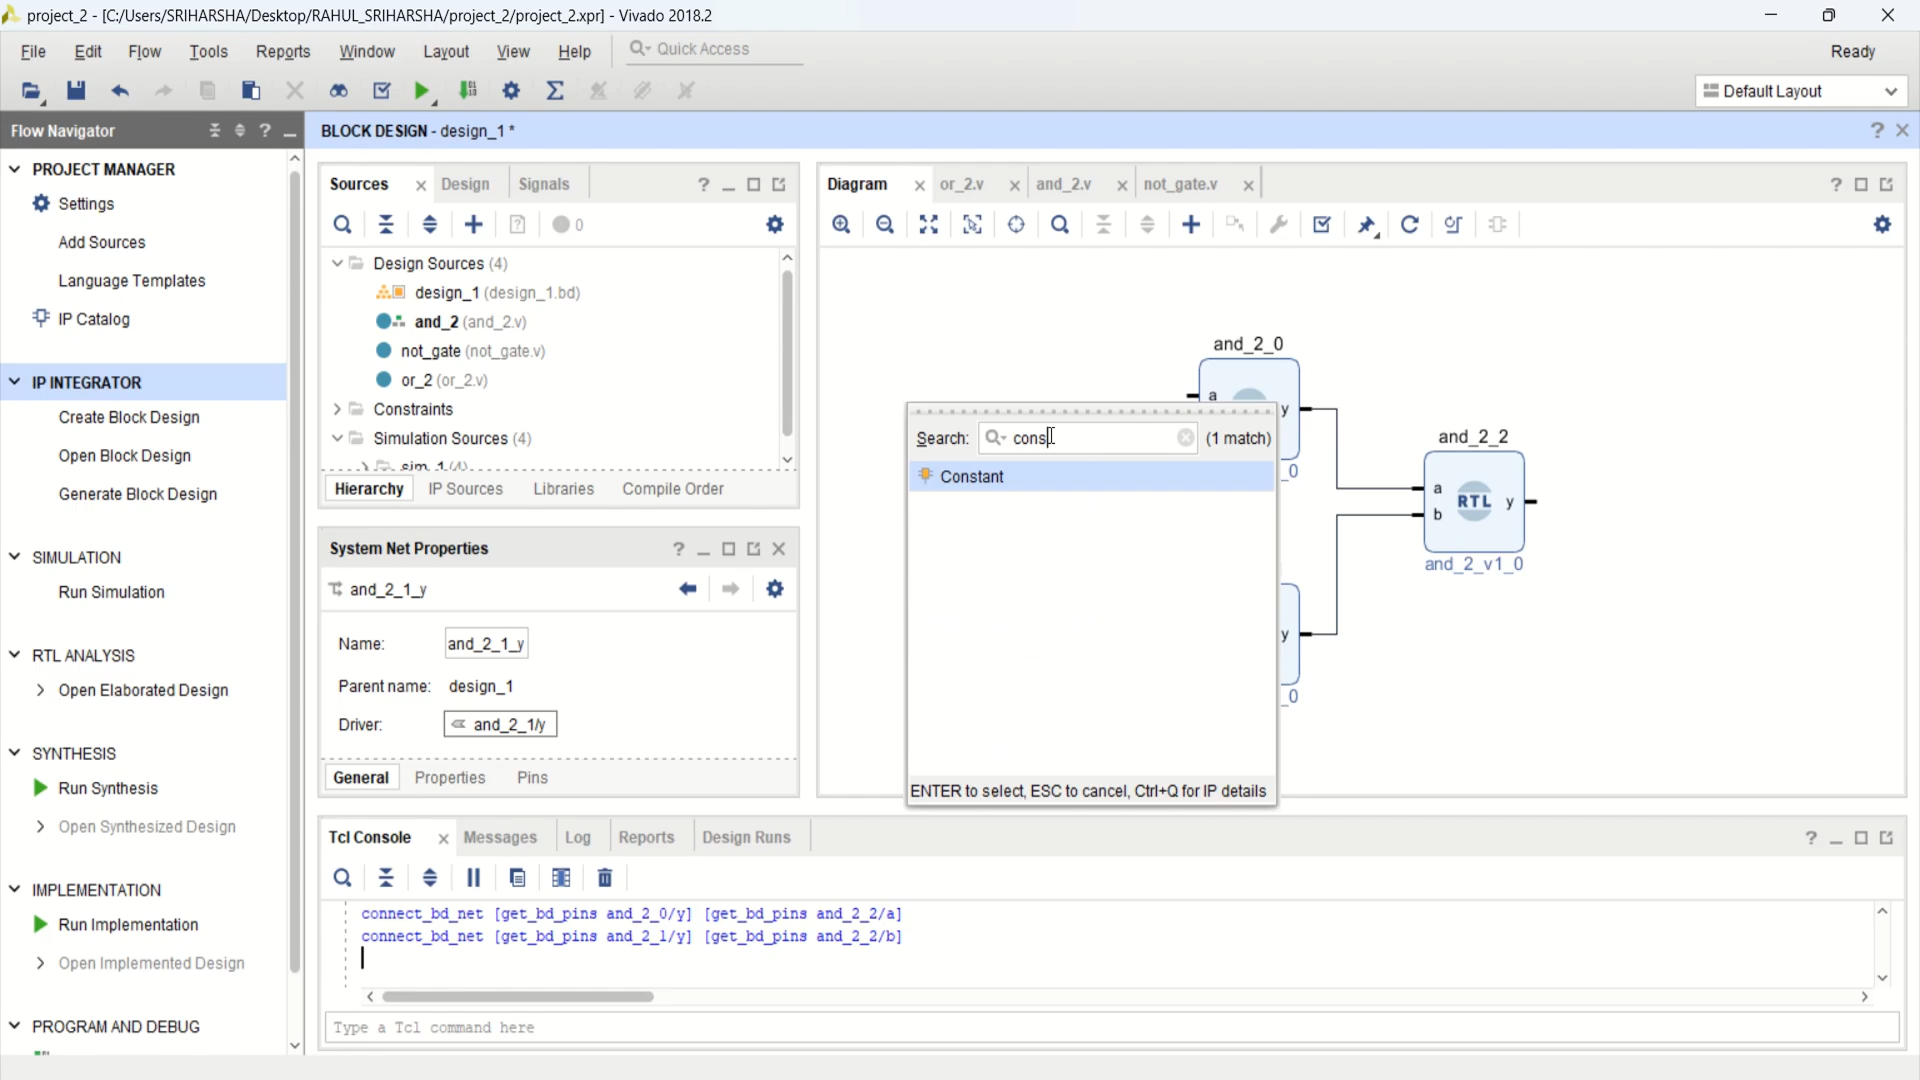 project_2 - [C:/Users/SRIHARSHA/Desktop/RAHUL_SRIHARSHA/project_2/project_2.xpr] - Vivado 2018.2
File Edit Flow Tools Reports Window Layout View Help Quick Access Ready
Default Layout
Flow Navigator
BLOCK DESIGN - design_1 *
PROJECT MANAGER
Settings
Add Sources
Language Templates
IP Catalog
IP INTEGRATOR
Create Block Design
Open Block Design
Generate Block Design
SIMULATION
Run Simulation
RTL ANALYSIS
Open Elaborated Design
SYNTHESIS
Run Synthesis
Open Synthesized Design
IMPLEMENTATION
Run Implementation
Open Implemented Design
PROGRAM AND DEBUG
Sources Design Signals
0
Design Sources (4)
design_1 (design_1.bd)
and_2 (and_2.v)
not_gate (not_gate.v)
or_2 (or_2.v)
Constraints
Simulation Sources (4)
sim_1 (4)
Hierarchy IP Sources Libraries Compile Order
System Net Properties
and_2_1_y
Name: and_2_1_y
Parent name: design_1
Driver: and_2_1/y
General Properties Pins
Diagram or_2.v and_2.v not_gate.v
and_2_0
a
y
_0
Search: cons (1 match)
Constant
ENTER to select, ESC to cancel, Ctrl+Q for IP details
y
_0
and_2_2
a
b
RTL
y
and_2_v1_0
Tcl Console Messages Log Reports Design Runs
connect_bd_net [get_bd_pins and_2_0/y] [get_bd_pins and_2_2/a]
connect_bd_net [get_bd_pins and_2_1/y] [get_bd_pins and_2_2/b]
Type a Tcl command here